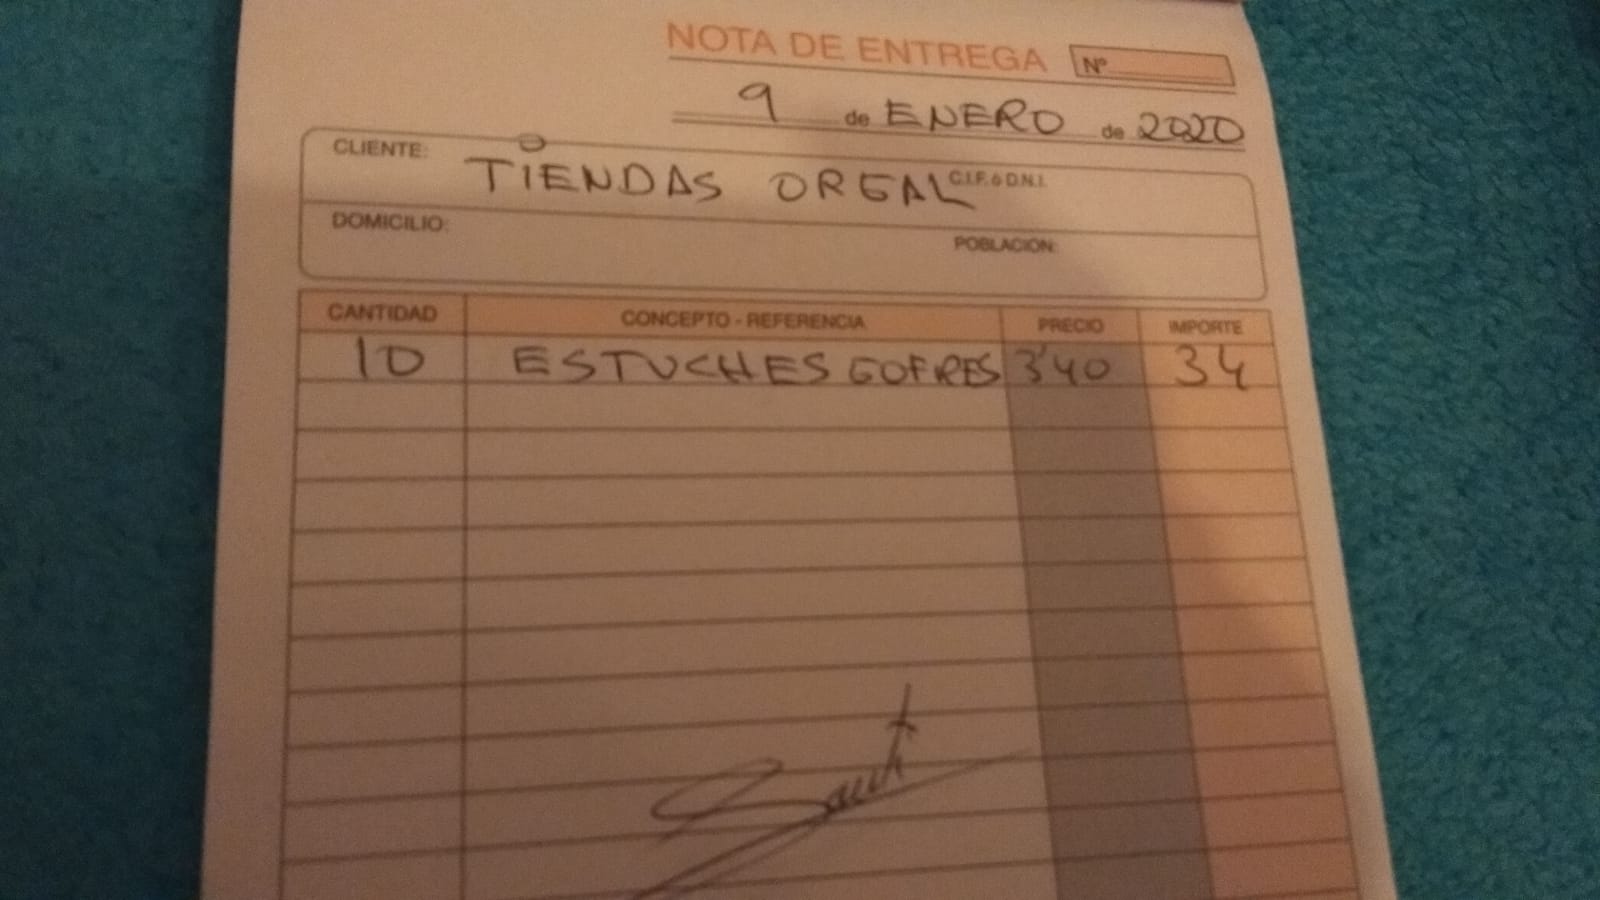 NOTA DE ENTREGA Nº
9 de ENERO de 2020
CLIENTE: TIENDAS OREAL C.I.F. ó D.N.I.
DOMICILIO: POBLACIÓN:
CANTIDAD CONCEPTO - REFERENCIA PRECIO IMPORTE
10 ESTUCHES GOFRES 3'40 34